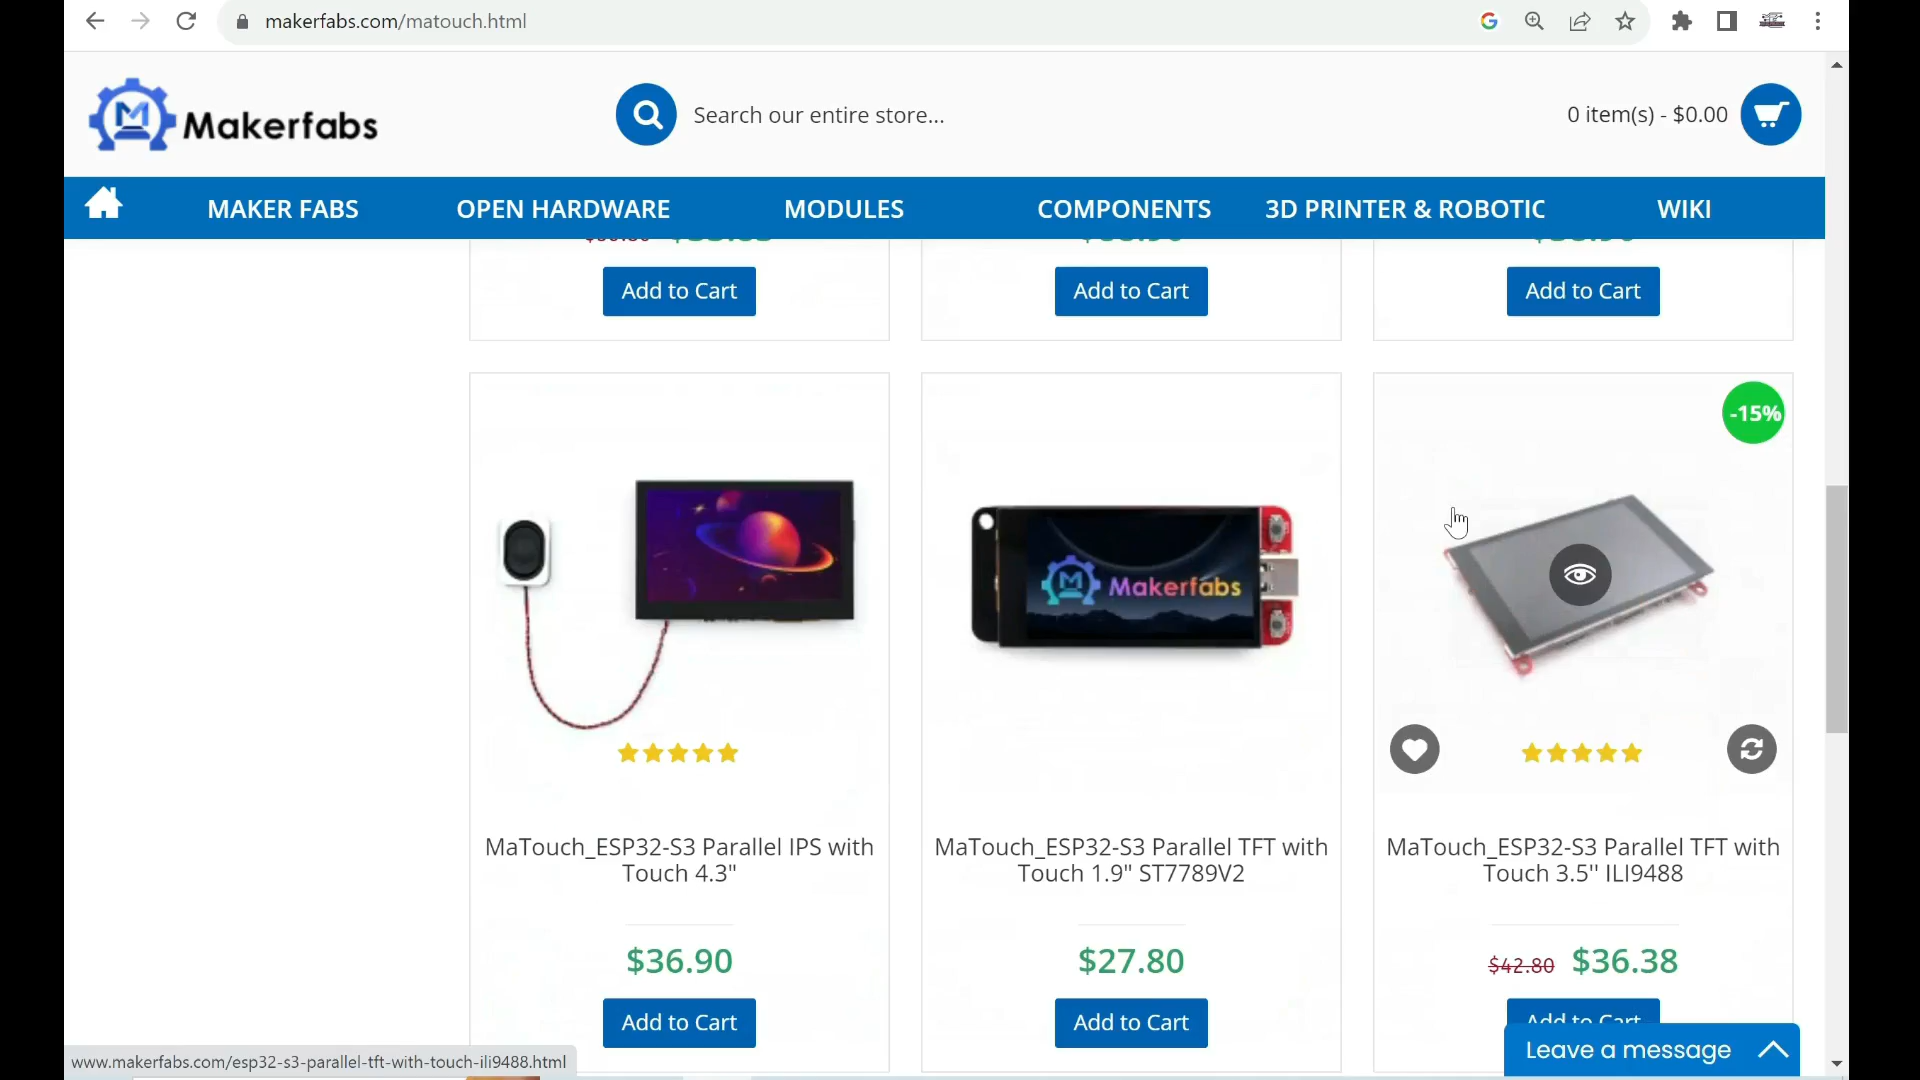 makerfabs.com/matouch.html
Makerfabs
Search our entire store...
0 item(s) - $0.00
MAKER FABS
OPEN HARDWARE
MODULES
COMPONENTS
3D PRINTER & ROBOTIC
WIKI
Add to Cart
Add to Cart
Add to Cart
-15%
Makerfabs
MaTouch_ESP32-S3 Parallel IPS with
Touch 4.3"
MaTouch_ESP32-S3 Parallel TFT with
Touch 1.9" ST7789V2
MaTouch_ESP32-S3 Parallel TFT with
Touch 3.5'' ILI9488
$36.90
$27.80
$42.80 $36.38
Add to Cart
Add to Cart
Add to Cart
Leave a message
www.makerfabs.com/esp32-s3-parallel-tft-with-touch-ili9488.html